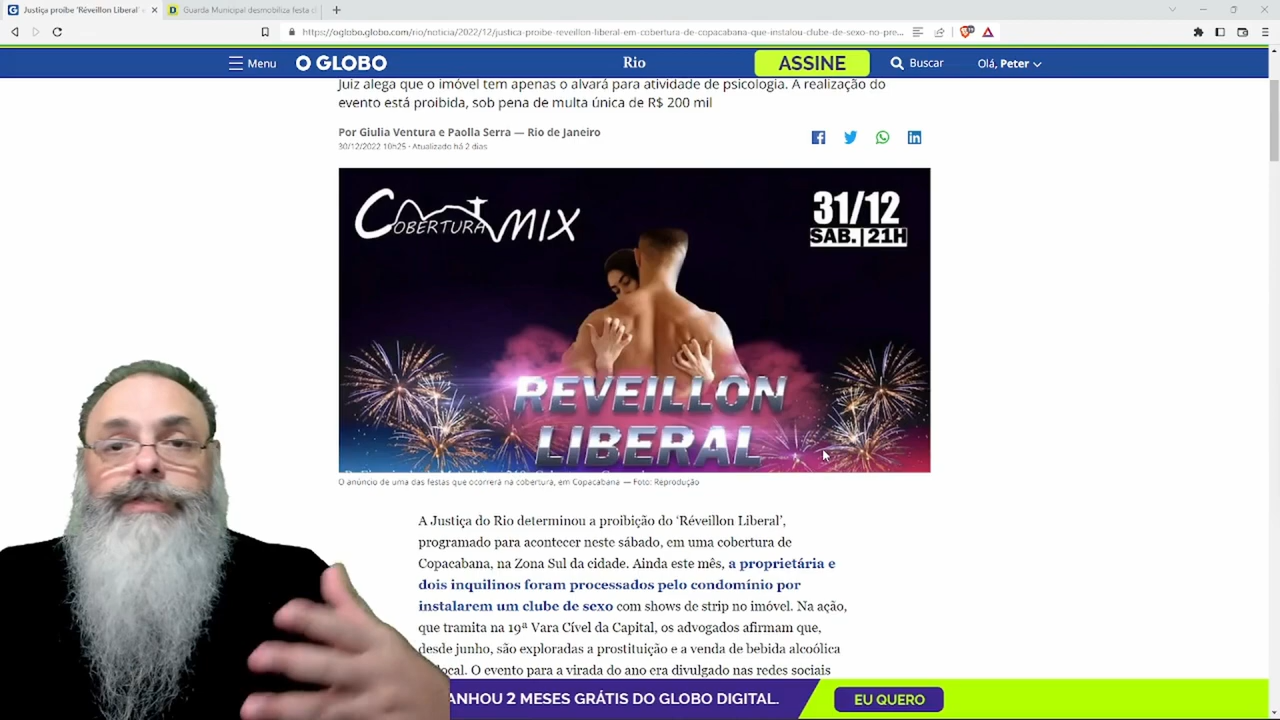 Justiça proíbe 'Réveillon Liberal'
Guarda Municipal desmobiliza festa c
https://oglobo.globo.com/rio/noticia/2022/12/justica-proibe-reveillon-liberal-em-cobertura-de-copacabana-que-instalou-clube-de-sexo-no-pre...
Menu
O GLOBO
Rio
ASSINE
Buscar
Olá, Peter
Juiz alega que o imóvel tem apenas o alvará para atividade de psicologia. A realização do
evento está proibida, sob pena de multa única de R$ 200 mil
Por Giulia Ventura e Paolla Serra — Rio de Janeiro
30/12/2022 10h25 · Atualizado há 2 dias
COBERTURA MIX
31/12
SAB. 21H
REVEILLON
LIBERAL
O anúncio de uma das festas que ocorrerá na cobertura, em Copacabana — Foto: Reprodução
A Justiça do Rio determinou a proibição do 'Réveillon Liberal',
programado para acontecer neste sábado, em uma cobertura de
Copacabana, na Zona Sul da cidade. Ainda este mês, a proprietária e
dois inquilinos foram processados pelo condomínio por
instalarem um clube de sexo com shows de strip no imóvel. Na ação,
que tramita na 19ª Vara Cível da Capital, os advogados afirmam que,
desde junho, são exploradas a prostituição e a venda de bebida alcoólica
local. O evento para a virada do ano era divulgado nas redes sociais
ANHOU 2 MESES GRÁTIS DO GLOBO DIGITAL.
EU QUERO